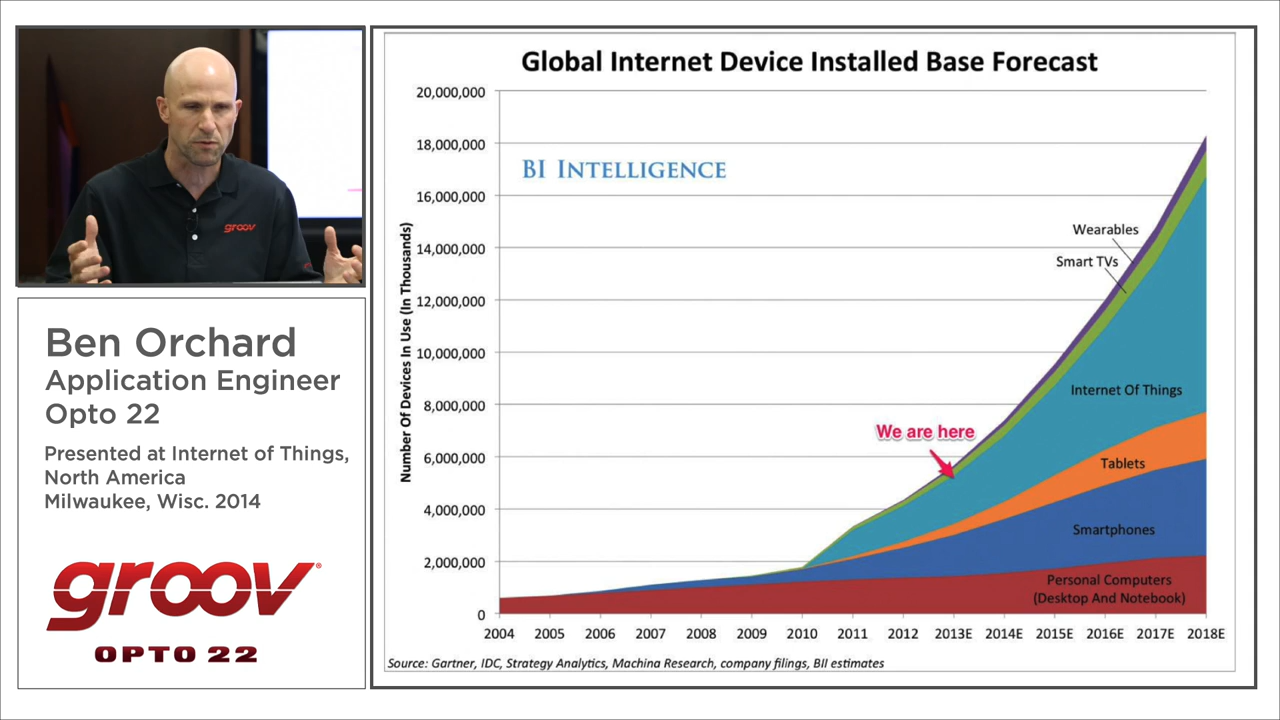 groov
Ben Orchard
Application Engineer
Opto 22
Presented at Internet of Things,
North America
Milwaukee, Wisc. 2014
groov®
OPTO 22
Global Internet Device Installed Base Forecast
BI INTELLIGENCE
Number Of Devices In Use (In Thousands)
20,000,000
18,000,000
16,000,000
14,000,000
12,000,000
10,000,000
8,000,000
6,000,000
4,000,000
2,000,000
0
Wearables
Smart TVs
Internet Of Things
We are here
Tablets
Smartphones
Personal Computers
(Desktop And Notebook)
2004 2005 2006 2007 2008 2009 2010 2011 2012 2013E 2014E 2015E 2016E 2017E 2018E
Source: Gartner, IDC, Strategy Analytics, Machina Research, company filings, BII estimates